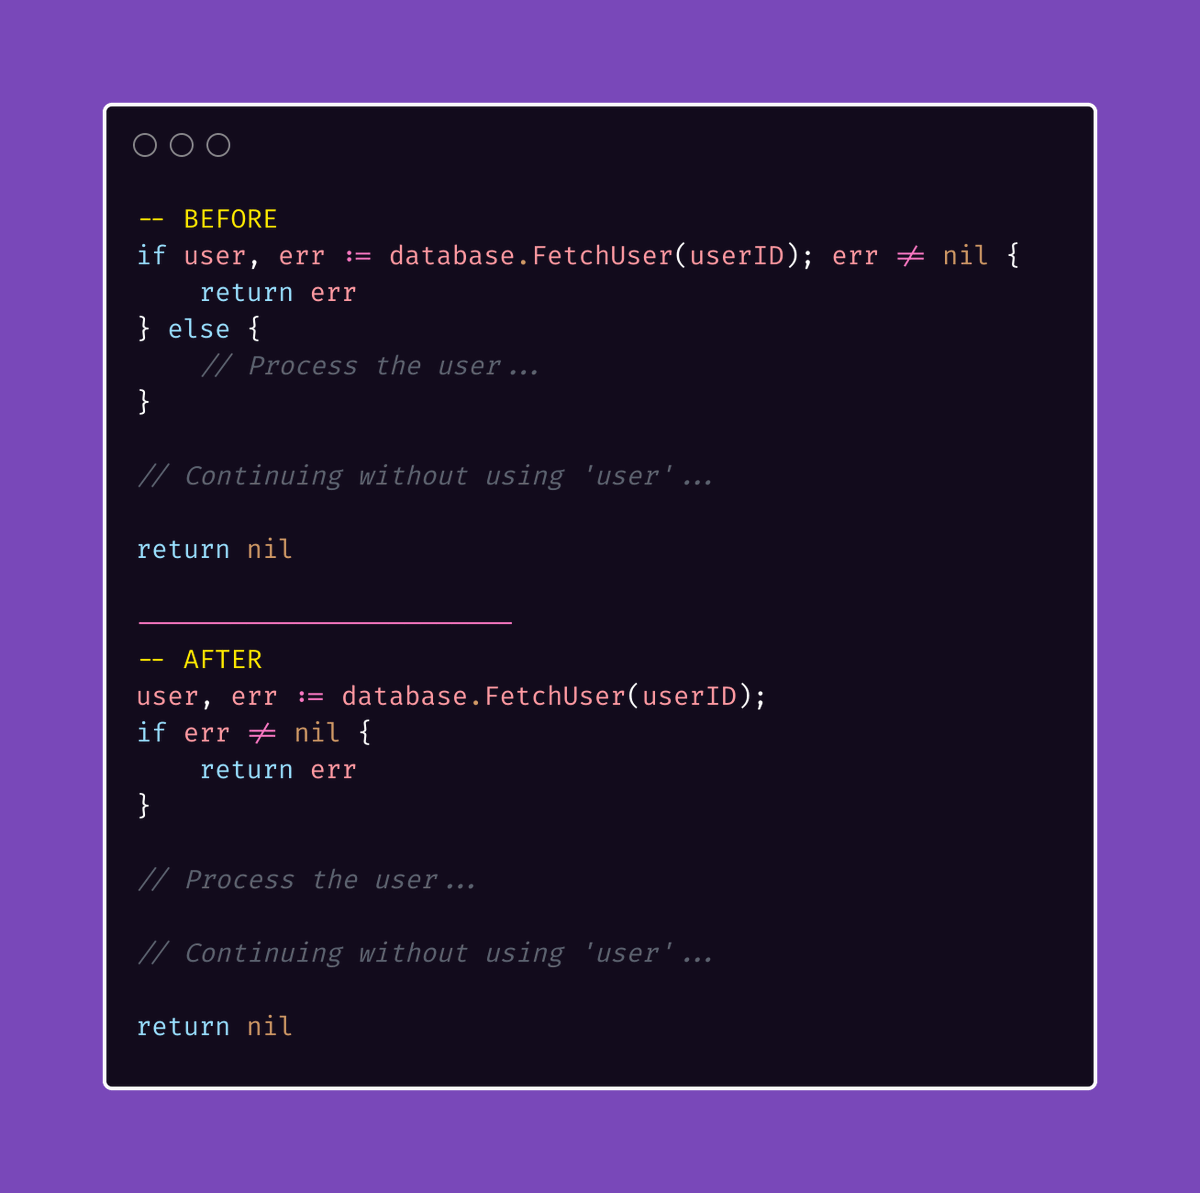 -- BEFORE
if user, err := database.FetchUser(userID); err != nil {
    return err
} else {
    // Process the user...
}

// Continuing without using 'user'...

return nil

------------------------
-- AFTER
user, err := database.FetchUser(userID);
if err != nil {
    return err
}

// Process the user...

// Continuing without using 'user'...

return nil